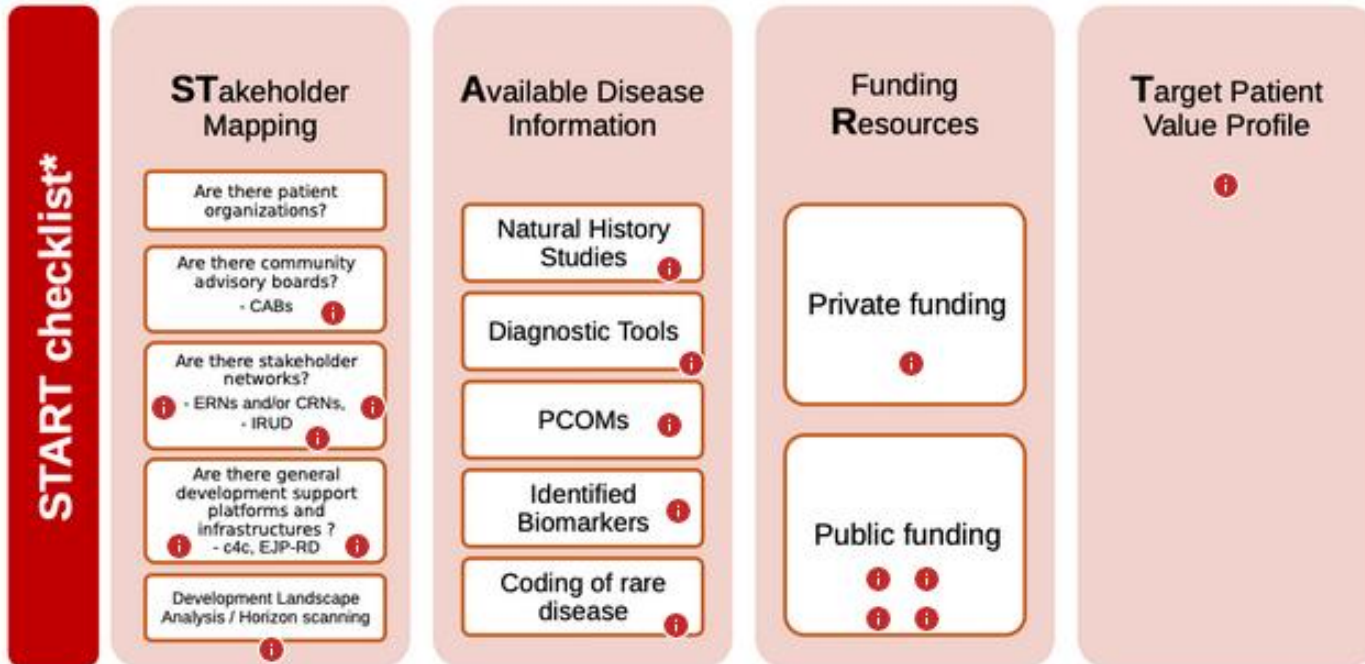 START checklist*
STakeholder
Mapping
Are there patient
organizations?
Are there community
advisory boards?
- CABs
Are there stakeholder
networks?
- ERNs and/or CRNs,
- IRUD
Are there general
development support
platforms and
infrastructures ?
- c4c, EJP-RD
Development Landscape
Analysis / Horizon scanning
Available Disease
Information
Natural History
Studies
Diagnostic Tools
PCOMs
Identified
Biomarkers
Coding of rare
disease
Funding
Resources
Private funding
Public funding
Target Patient
Value Profile